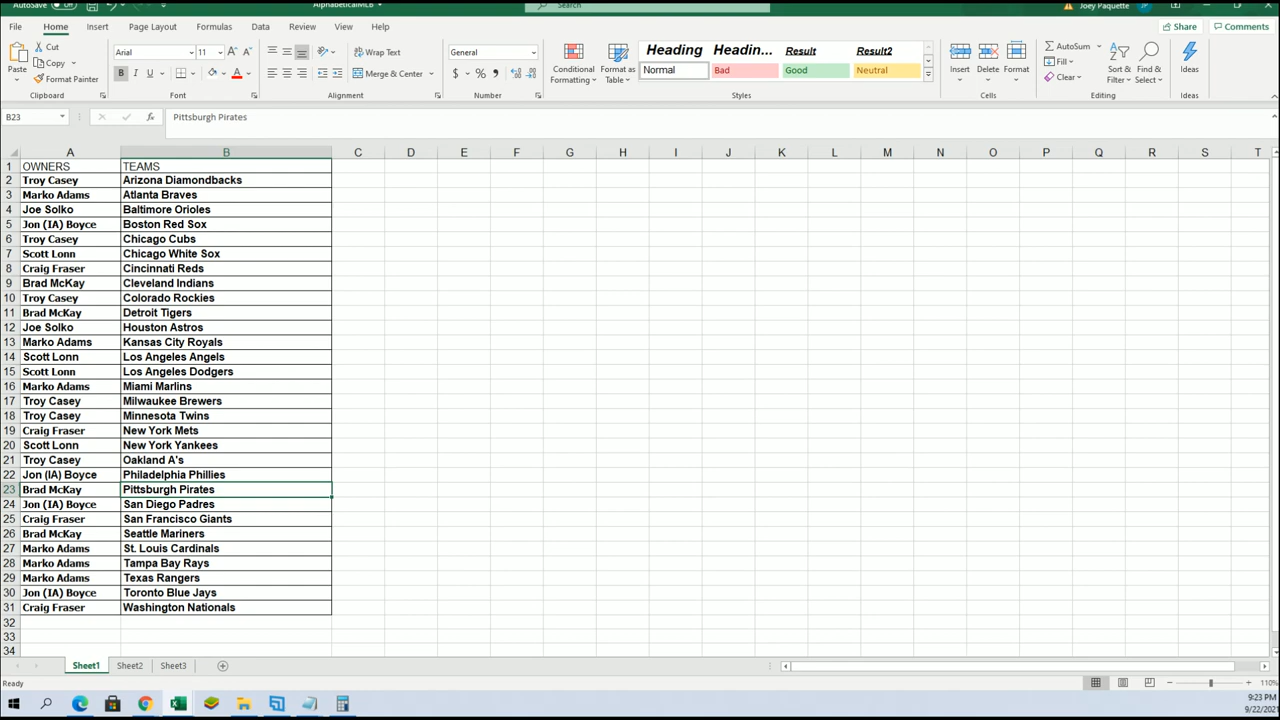 AutoSave
AlphabeticalMLB
Search
Joey Paquette
File Home Insert Page Layout Formulas Data Review View Help
Share Comments
Paste
Cut
Copy
Format Painter
Clipboard
Arial 11
B I U
Font
Wrap Text
Merge & Center
Alignment
General
$ % ,
Number
Conditional Formatting
Format as Table
Heading Headin... Result Result2
Normal Bad Good Neutral
Styles
Insert Delete Format
Cells
AutoSum
Fill
Clear
Sort & Filter
Find & Select
Editing
Ideas
Ideas
B23 fx Pittsburgh Pirates
A B C D E F G H I J K L M N O P Q R S T
1 OWNERS TEAMS
2 Troy Casey Arizona Diamondbacks
3 Marko Adams Atlanta Braves
4 Joe Solko Baltimore Orioles
5 Jon (IA) Boyce Boston Red Sox
6 Troy Casey Chicago Cubs
7 Scott Lonn Chicago White Sox
8 Craig Fraser Cincinnati Reds
9 Brad McKay Cleveland Indians
10 Troy Casey Colorado Rockies
11 Brad McKay Detroit Tigers
12 Joe Solko Houston Astros
13 Marko Adams Kansas City Royals
14 Scott Lonn Los Angeles Angels
15 Scott Lonn Los Angeles Dodgers
16 Marko Adams Miami Marlins
17 Troy Casey Milwaukee Brewers
18 Troy Casey Minnesota Twins
19 Craig Fraser New York Mets
20 Scott Lonn New York Yankees
21 Troy Casey Oakland A's
22 Jon (IA) Boyce Philadelphia Phillies
23 Brad McKay Pittsburgh Pirates
24 Jon (IA) Boyce San Diego Padres
25 Craig Fraser San Francisco Giants
26 Brad McKay Seattle Mariners
27 Marko Adams St. Louis Cardinals
28 Marko Adams Tampa Bay Rays
29 Marko Adams Texas Rangers
30 Jon (IA) Boyce Toronto Blue Jays
31 Craig Fraser Washington Nationals
32
33
34
Sheet1 Sheet2 Sheet3
Ready
110%
9:23 PM
9/22/2021